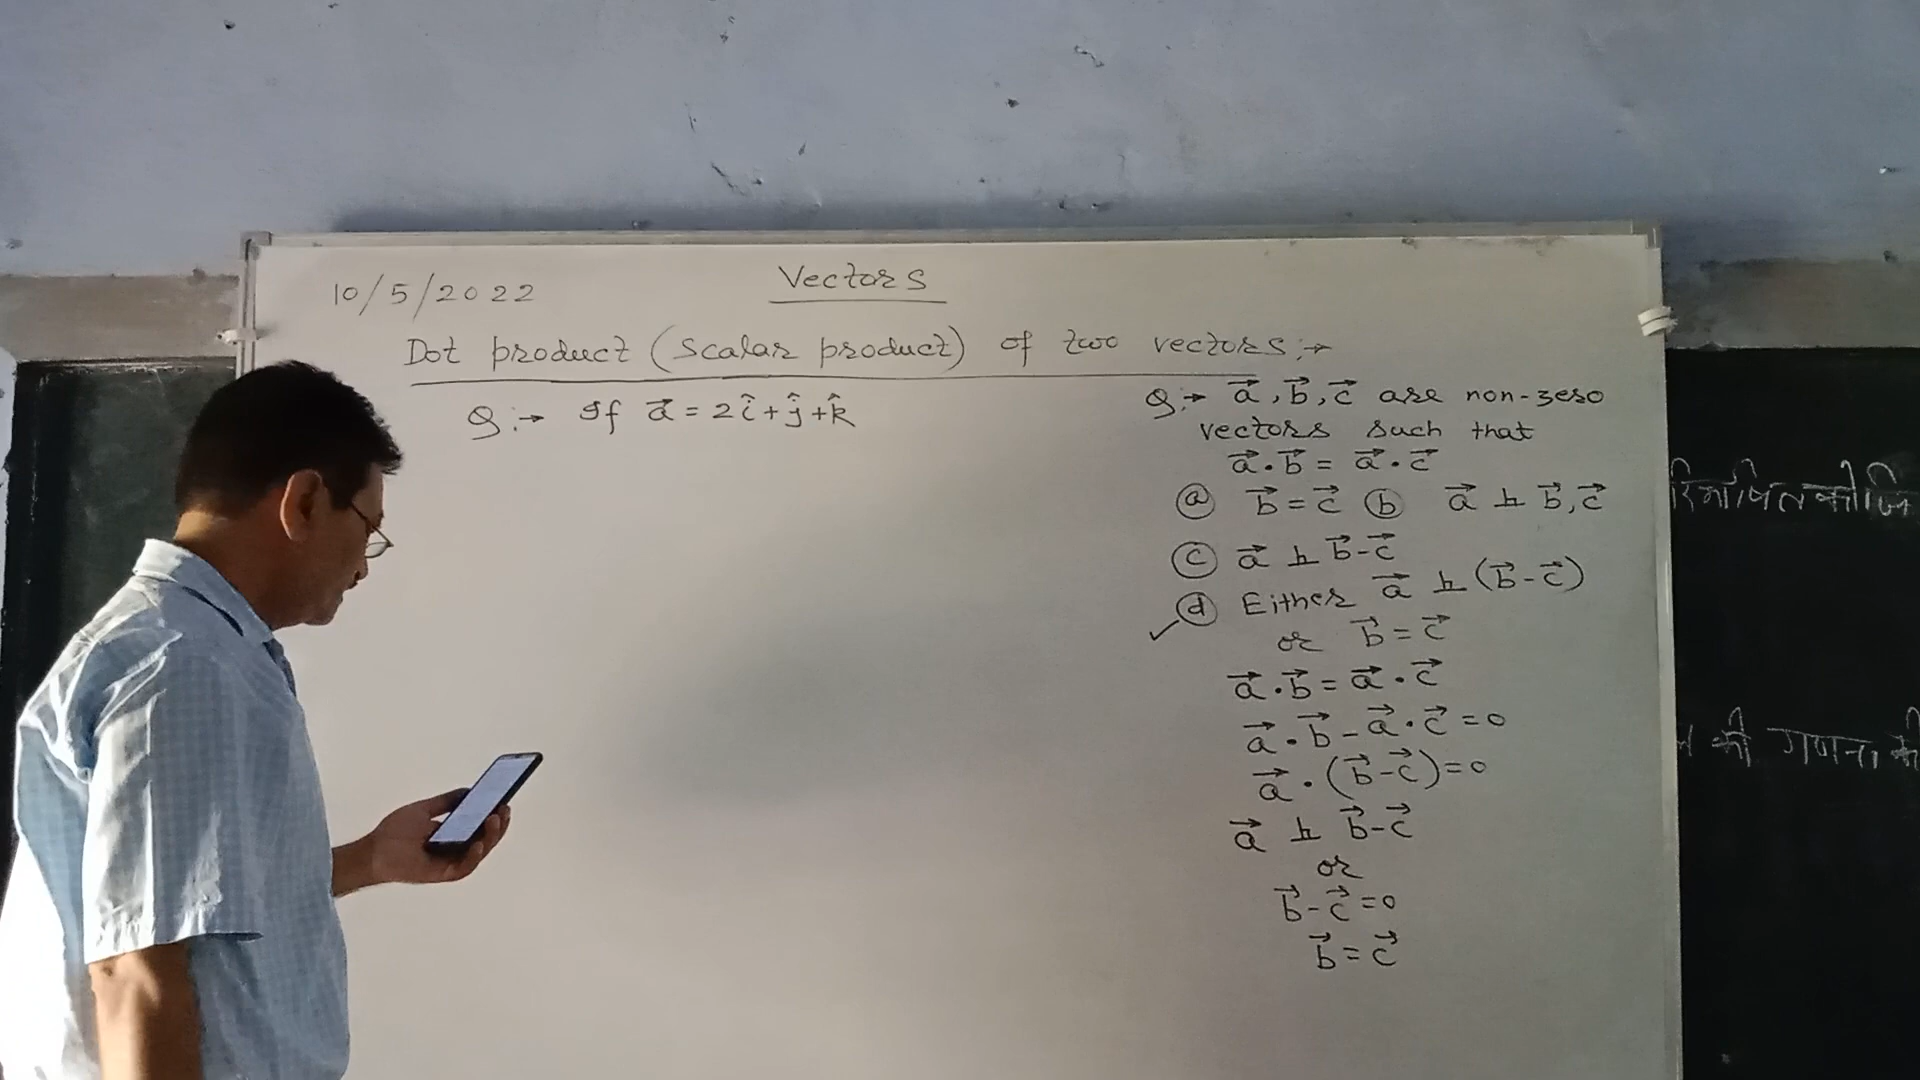 10/5/2022
Vectors
Dot product (scalar product) of two vectors :→
Q :→ If a⃗ = 2î + ĵ + k̂
Q :→ a⃗, b⃗, c⃗ are non-zero
vectors such that
a⃗ · b⃗ = a⃗ · c⃗
(a) b⃗ = c⃗ (b) a⃗ ⊥ b⃗, c⃗
(c) a⃗ ⊥ b⃗ - c⃗
✓ (d) Either a⃗ ⊥ (b⃗ - c⃗)
or b⃗ = c⃗
a⃗ · b⃗ = a⃗ · c⃗
a⃗ · b⃗ - a⃗ · c⃗ = 0
a⃗ · (b⃗ - c⃗) = 0
a⃗ ⊥ b⃗ - c⃗
or
b⃗ - c⃗ = 0
b⃗ = c⃗
की गणना